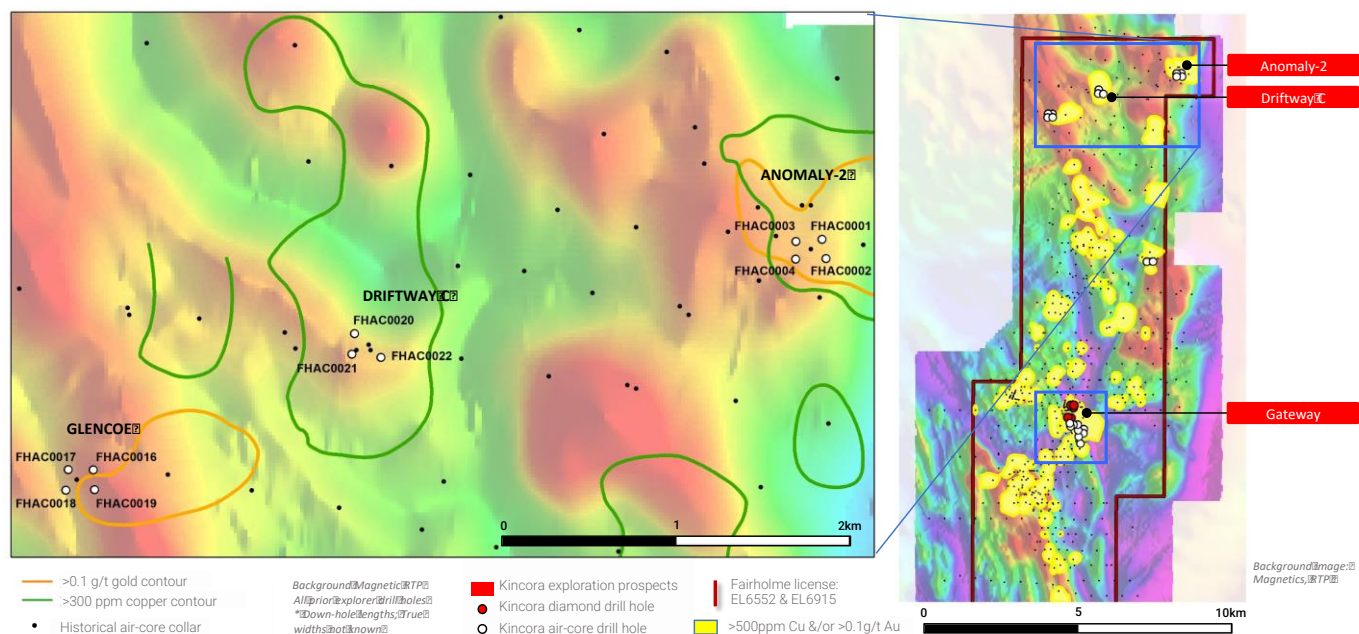 ANOMALY-2
FHAC0003
FHAC0001
FHAC0004
FHAC0002
DRIFTWAY C
FHAC0020
FHAC0021
FHAC0022
GLENCOE
FHAC0017
FHAC0016
FHAC0018
FHAC0019
0
1
2km
Anomaly-2
Driftway C
Gateway
>0.1 g/t gold contour
>300 ppm copper contour
Historical air-core collar
Background Magnetic RTP
All prior explorer drill holes
* Down-hole lengths; True
widths not known
Kincora exploration prospects
Kincora diamond drill hole
Kincora air-core drill hole
Fairholme license:
EL6552 & EL6915
>500ppm Cu &/or >0.1g/t Au
Background image:
Magnetics, RTP
0
5
10km